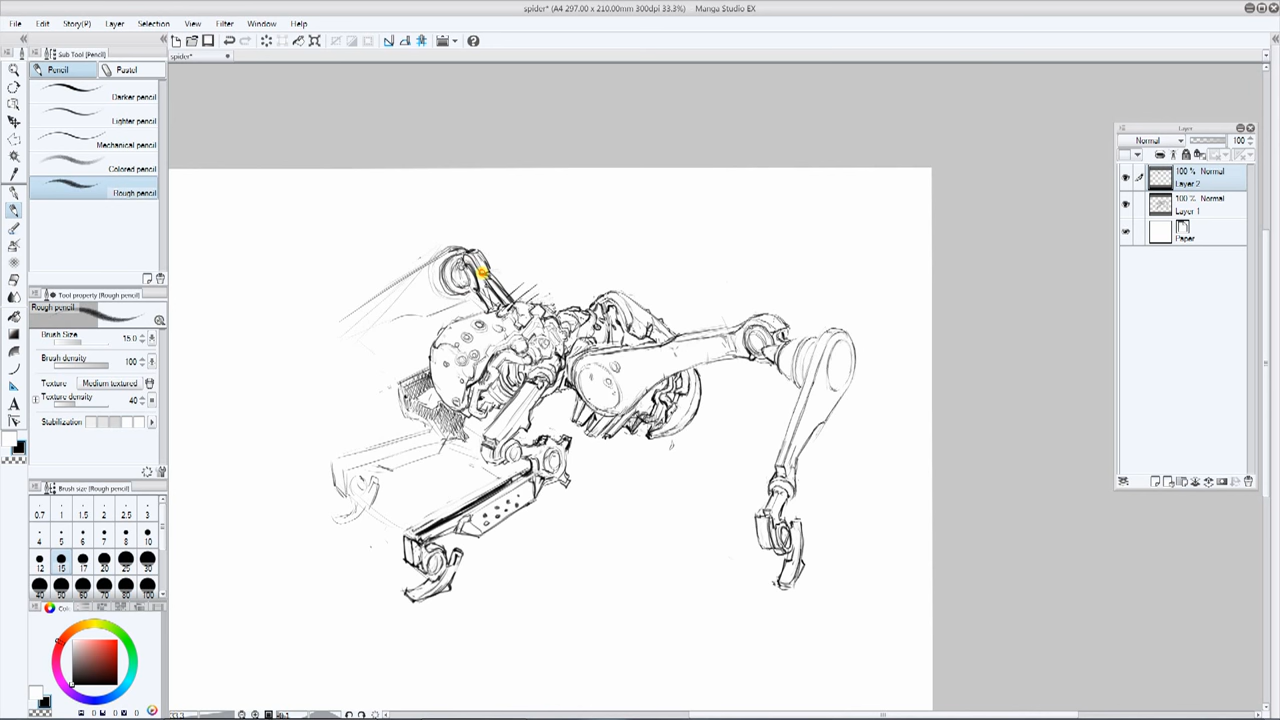 spider* (A4 297.00 x 210.00mm 300dpi 33.3%) - Manga Studio EX
File Edit Story(P) Layer Selection View Filter Window Help
Sub Tool [Pencil]
spider*
Pencil Pastel
Darker pencil
Lighter pencil
Mechanical pencil
Colored pencil
Rough pencil
Tool property [Rough pencil]
Rough pencil
Brush Size 15.0
Brush density 100
Texture Medium textured
Texture density 40
Stabilization
Brush size [Rough pencil]
0.7 1 1.5 2 2.5 3
4 5 6 7 8 10
12 15 17 20 25 30
40 50 60 70 80 100
Layer
Normal 100
100 % Normal
Layer 2
100 % Normal
Layer 1
Paper
33.3